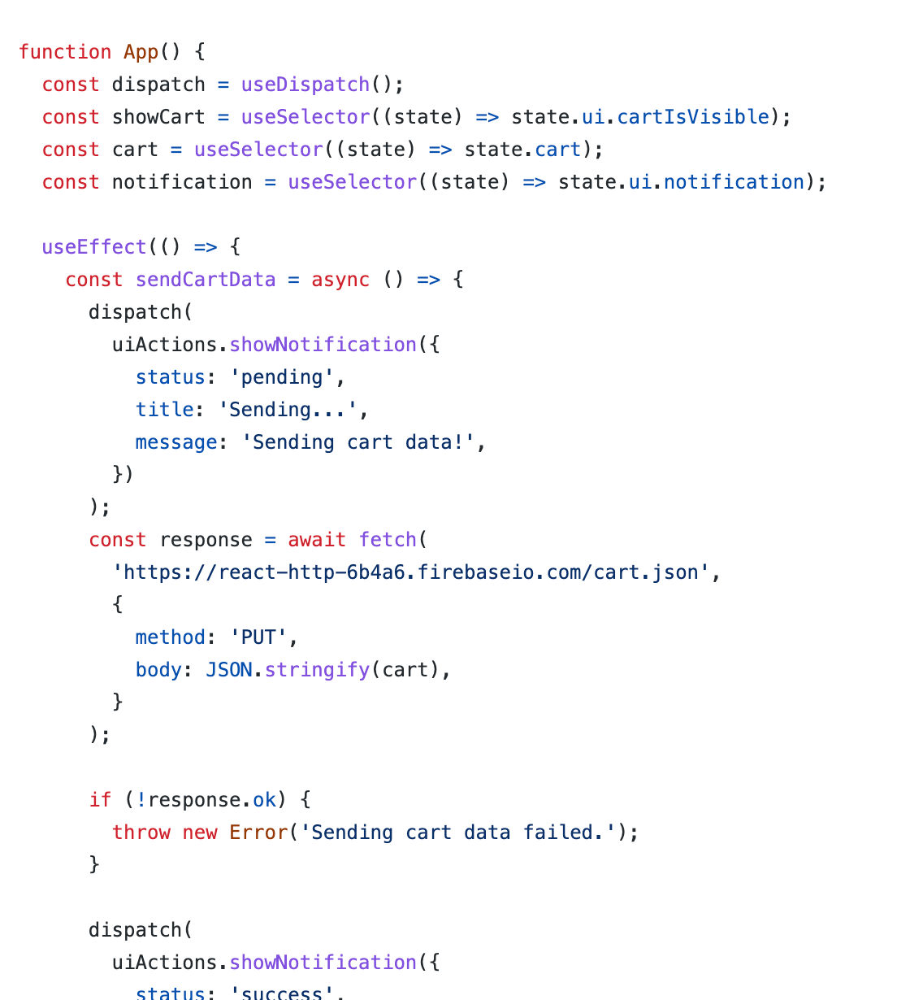 function App() {
  const dispatch = useDispatch();
  const showCart = useSelector((state) => state.ui.cartIsVisible);
  const cart = useSelector((state) => state.cart);
  const notification = useSelector((state) => state.ui.notification);

  useEffect(() => {
    const sendCartData = async () => {
      dispatch(
        uiActions.showNotification({
          status: 'pending',
          title: 'Sending...',
          message: 'Sending cart data!',
        })
      );
      const response = await fetch(
        'https://react-http-6b4a6.firebaseio.com/cart.json',
        {
          method: 'PUT',
          body: JSON.stringify(cart),
        }
      );

      if (!response.ok) {
        throw new Error('Sending cart data failed.');
      }

      dispatch(
        uiActions.showNotification({
          status: 'success',